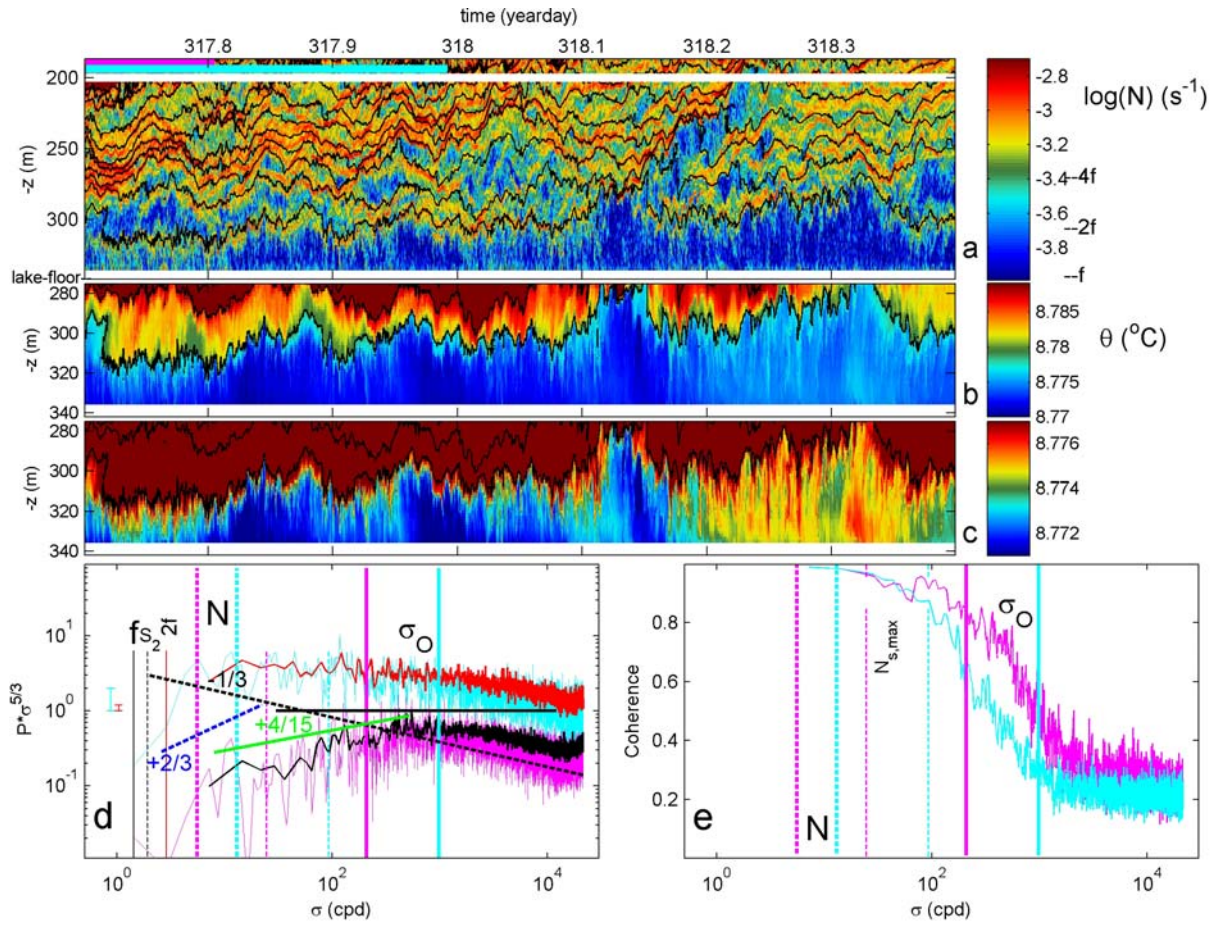 time (yearday)
317.8 317.9 318 318.1 318.2 318.3
200
250
300
-z (m)
lake-floor
a
-2.8
-3
-3.2
-3.4
-3.6
-3.8
--4f
--2f
--f
log(N) (s⁻¹)
280
300
320
340
-z (m)
b
8.785
8.78
8.775
8.77
θ (°C)
280
300
320
340
-z (m)
c
8.776
8.774
8.772
10¹
10⁰
10⁻¹
P*σ^5/3
f S₂ 2f
N
σ_O
-1/3
+4/15
+2/3
d
10⁰ 10² 10⁴
σ (cpd)
0.8
0.6
0.4
0.2
Coherence
N
N_s,max
σ_O
e
10⁰ 10² 10⁴
σ (cpd)